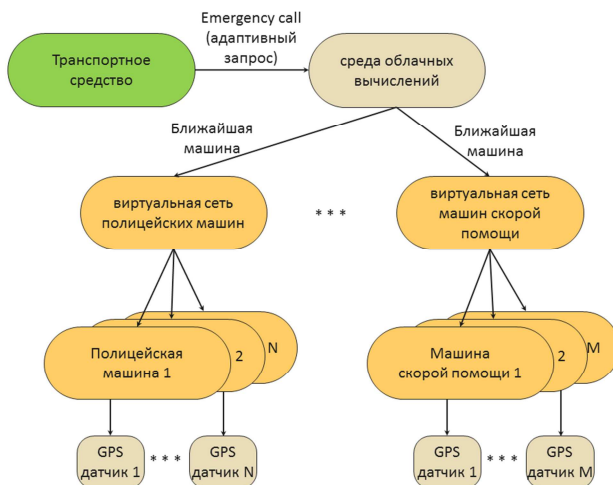 Emergency call
(адаптивный
запрос)
Транспортное
средство
среда облачных
вычислений
Ближайшая
машина
Ближайшая
машина
виртуальная сеть
полицейских машин
* * *
виртуальная сеть
машин скорой
помощи
Полицейская
машина 1
2
N
Машина
скорой помощи 1
2
M
GPS
датчик 1
* * *
GPS
датчик N
GPS
датчик 1
* * *
GPS
датчик M